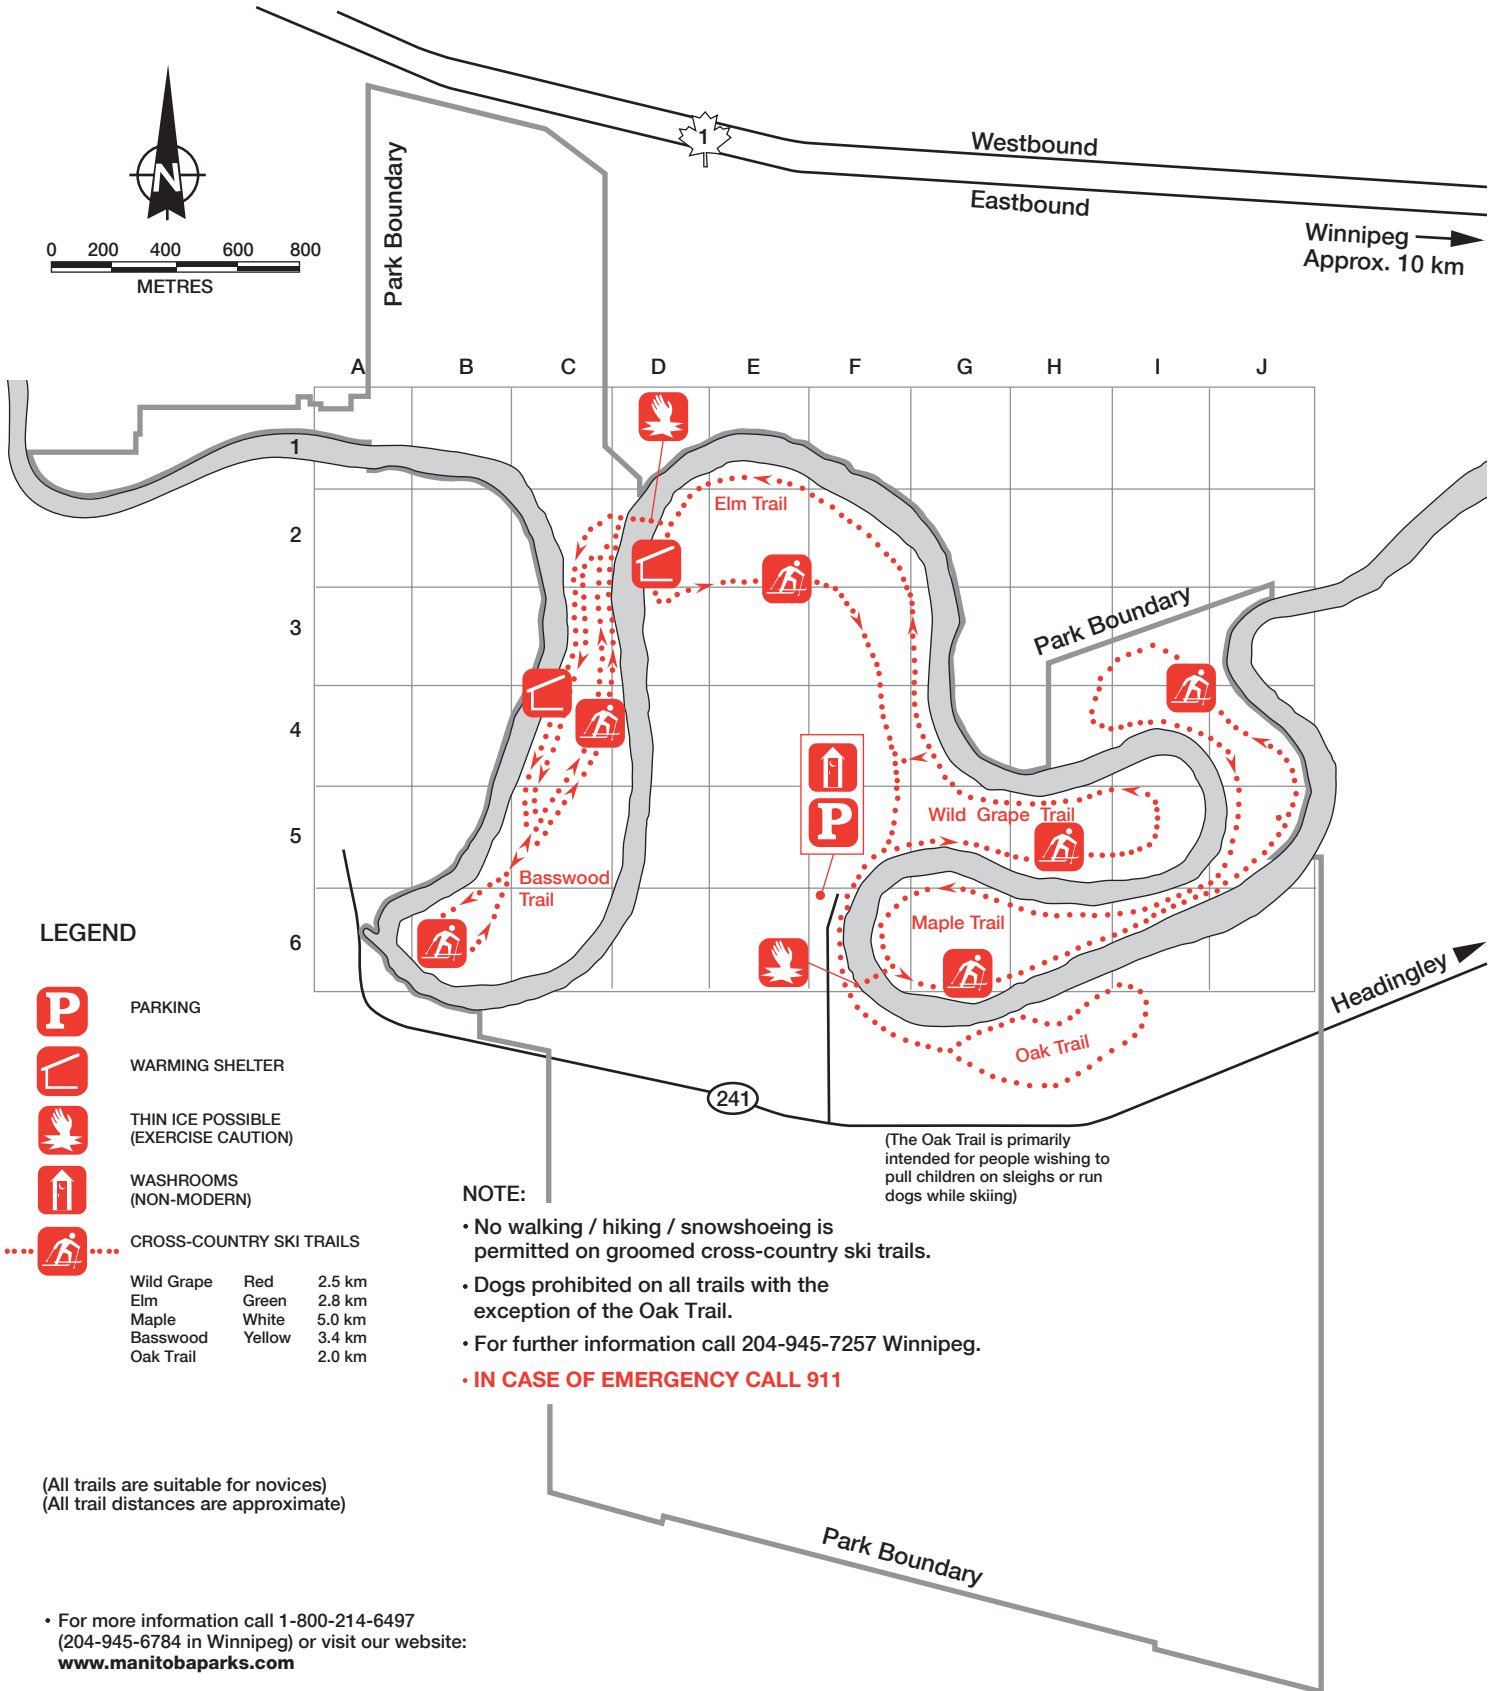 1
Westbound
Eastbound
Winnipeg
Approx. 10 km
N
0 200 400 600 800
METRES
Park Boundary
A B C D E F G H I J
1
2
3
4
5
6
Elm Trail
Park Boundary
Wild Grape Trail
P
Basswood
Trail
Maple Trail
Oak Trail
Headingley
241
(The Oak Trail is primarily
intended for people wishing to
pull children on sleighs or run
dogs while skiing)
LEGEND
P PARKING
WARMING SHELTER
THIN ICE POSSIBLE
(EXERCISE CAUTION)
WASHROOMS
(NON-MODERN)
CROSS-COUNTRY SKI TRAILS
Wild Grape Red 2.5 km
Elm Green 2.8 km
Maple White 5.0 km
Basswood Yellow 3.4 km
Oak Trail 2.0 km
NOTE:
• No walking / hiking / snowshoeing is
permitted on groomed cross-country ski trails.
• Dogs prohibited on all trails with the
exception of the Oak Trail.
• For further information call 204-945-7257 Winnipeg.
• IN CASE OF EMERGENCY CALL 911
(All trails are suitable for novices)
(All trail distances are approximate)
Park Boundary
• For more information call 1-800-214-6497
(204-945-6784 in Winnipeg) or visit our website:
www.manitobaparks.com